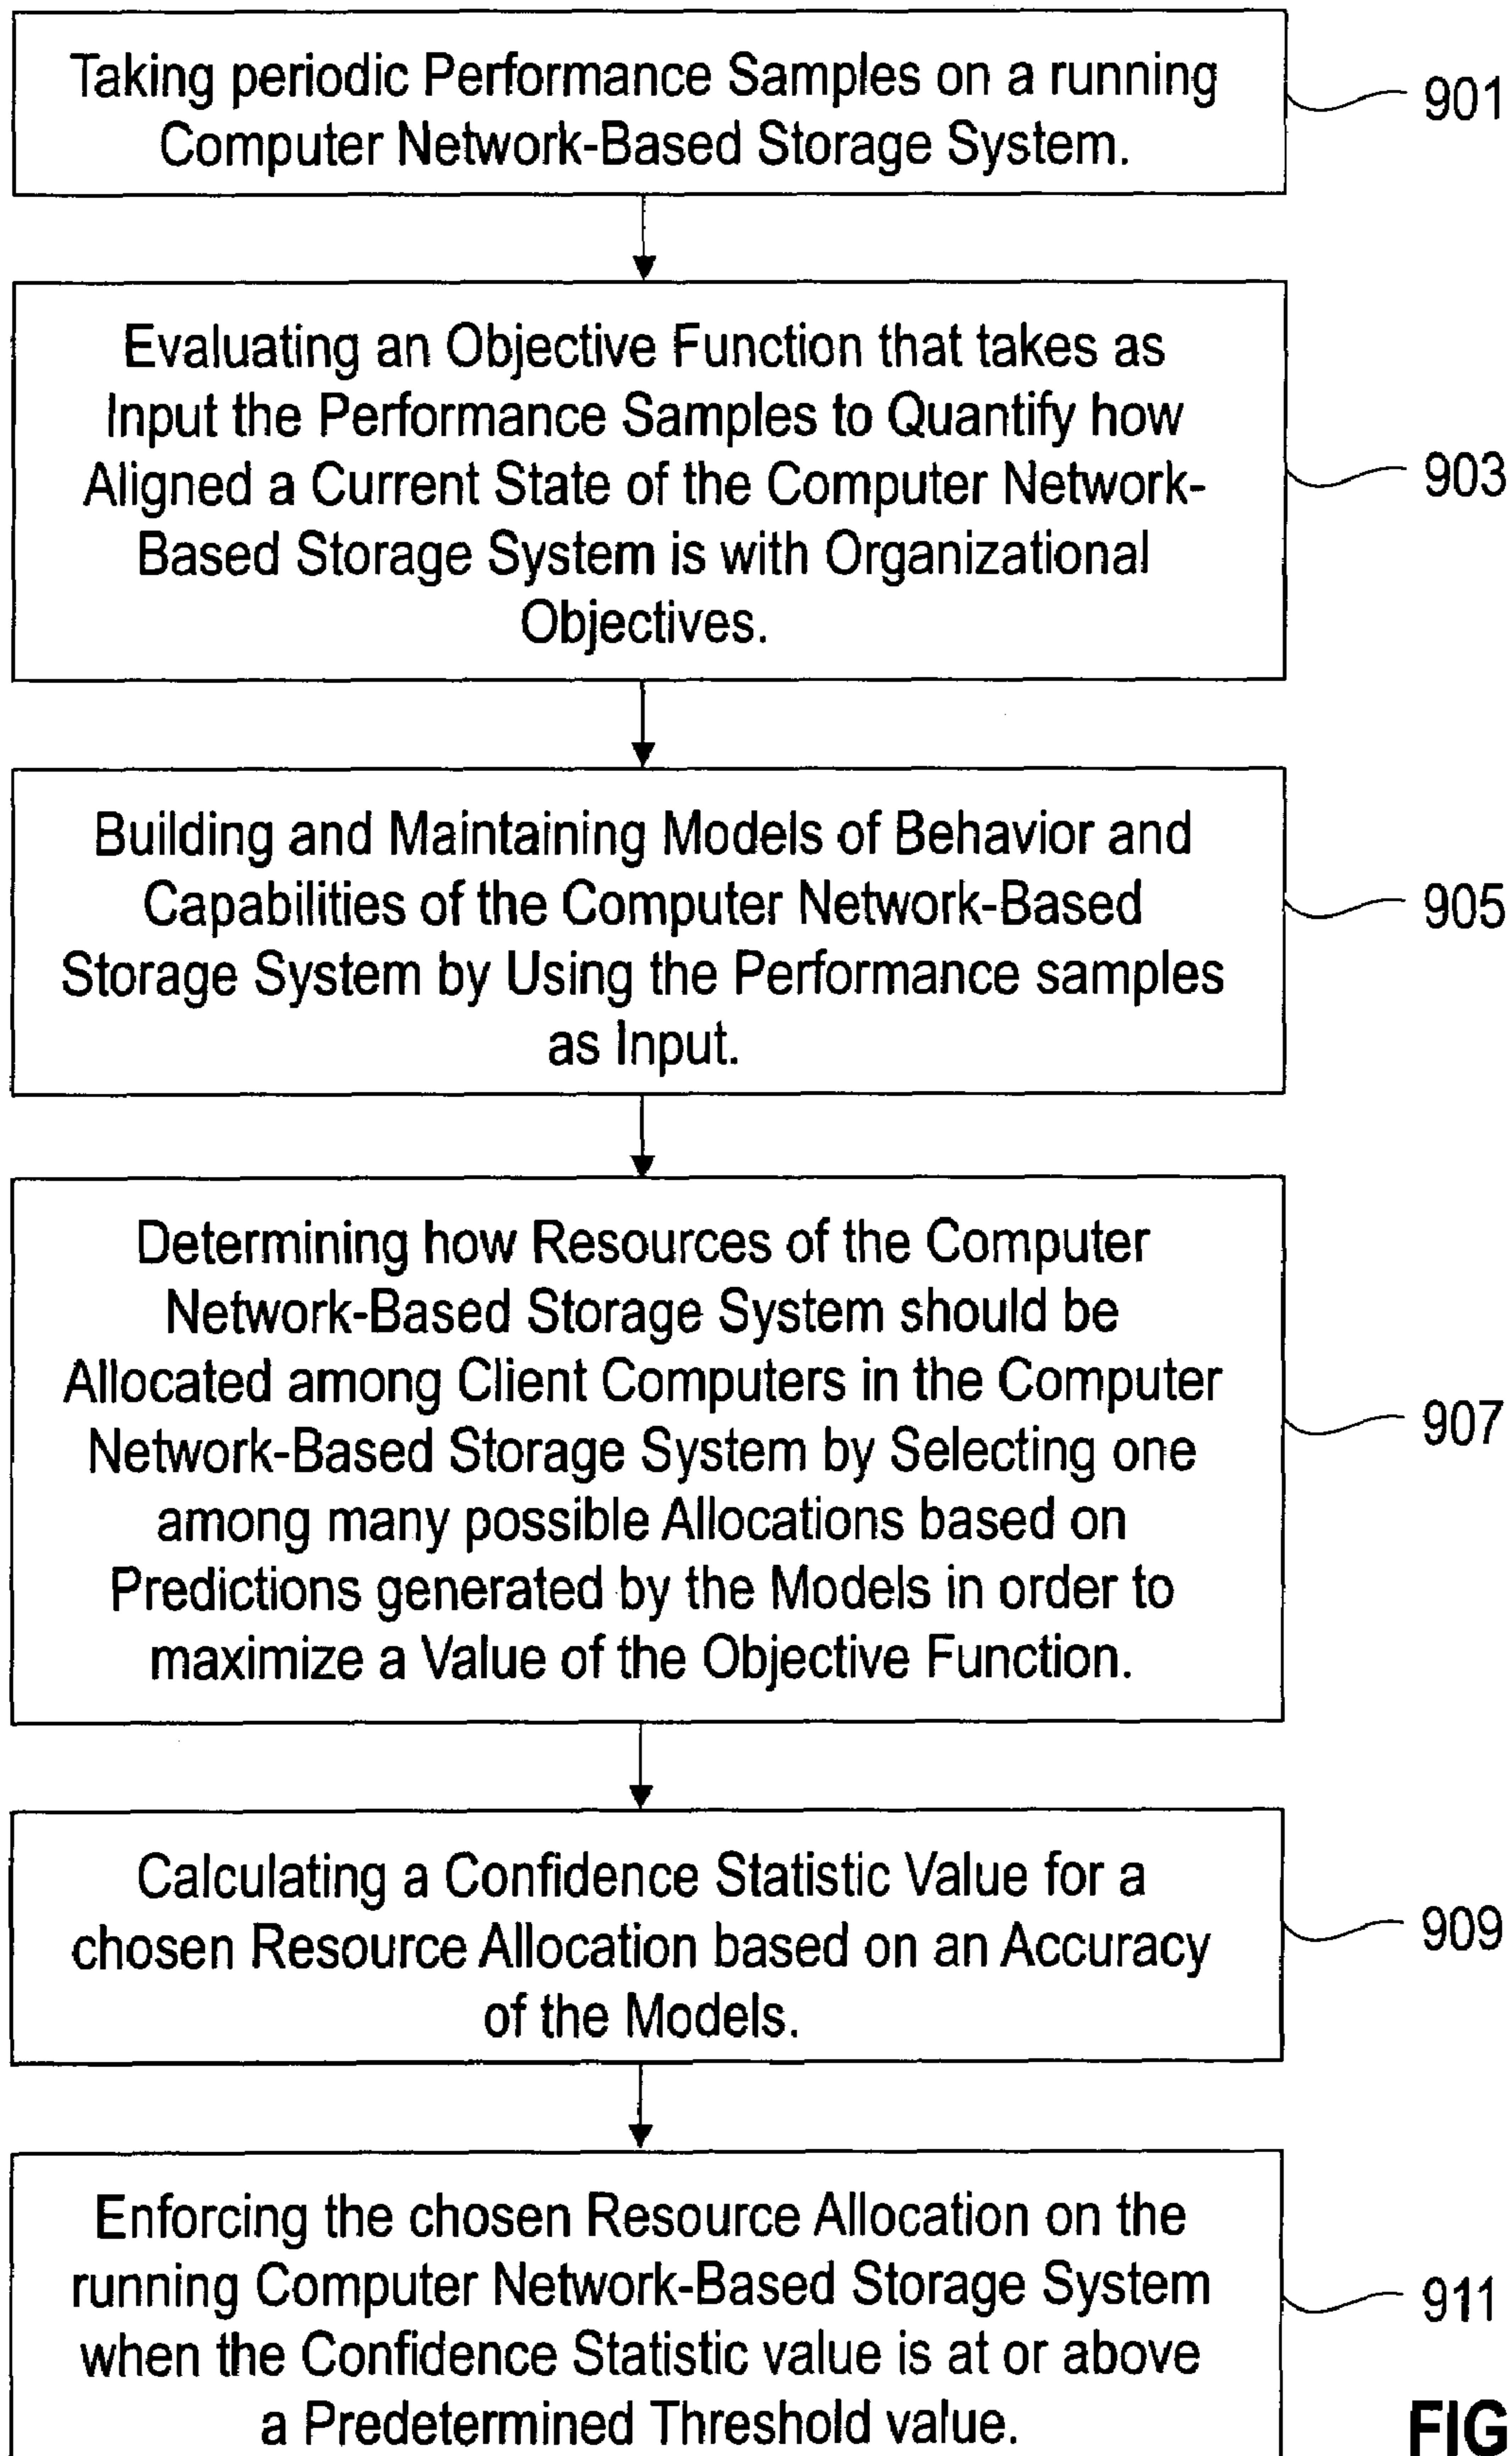 Taking periodic Performance Samples on a running
Computer Network-Based Storage System.
901
Evaluating an Objective Function that takes as
Input the Performance Samples to Quantify how
Aligned a Current State of the Computer Network-
Based Storage System is with Organizational
Objectives.
903
Building and Maintaining Models of Behavior and
Capabilities of the Computer Network-Based
Storage System by Using the Performance samples
as Input.
905
Determining how Resources of the Computer
Network-Based Storage System should be
Allocated among Client Computers in the Computer
Network-Based Storage System by Selecting one
among many possible Allocations based on
Predictions generated by the Models in order to
maximize a Value of the Objective Function.
907
Calculating a Confidence Statistic Value for a
chosen Resource Allocation based on an Accuracy
of the Models.
909
Enforcing the chosen Resource Allocation on the
running Computer Network-Based Storage System
when the Confidence Statistic value is at or above
a Predetermined Threshold value.
911
FIG